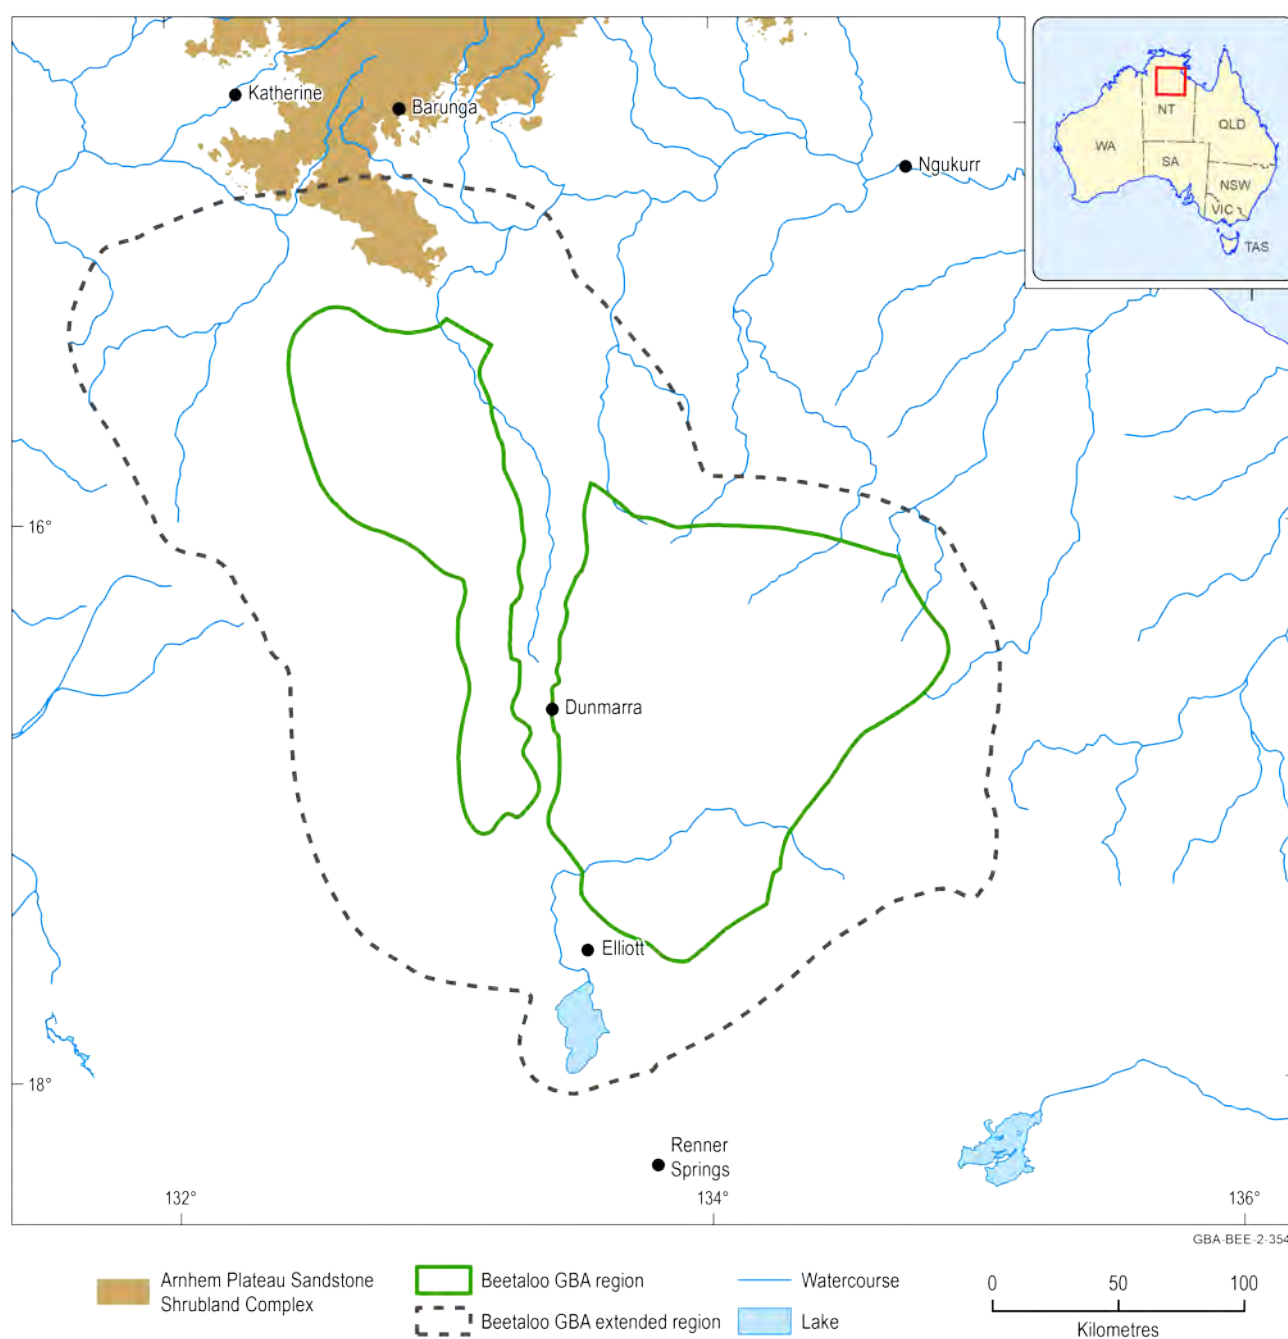 Katherine
Barunga
Ngukurr
NT
WA
QLD
SA
NSW
VIC
TAS
16°
Dunmarra
Elliott
18°
Renner
Springs
132°
134°
136°
GBA-BEE-2-354
Arnhem Plateau Sandstone
Shrubland Complex
Beetaloo GBA region
Beetaloo GBA extended region
Watercourse
Lake
0 50 100
Kilometres